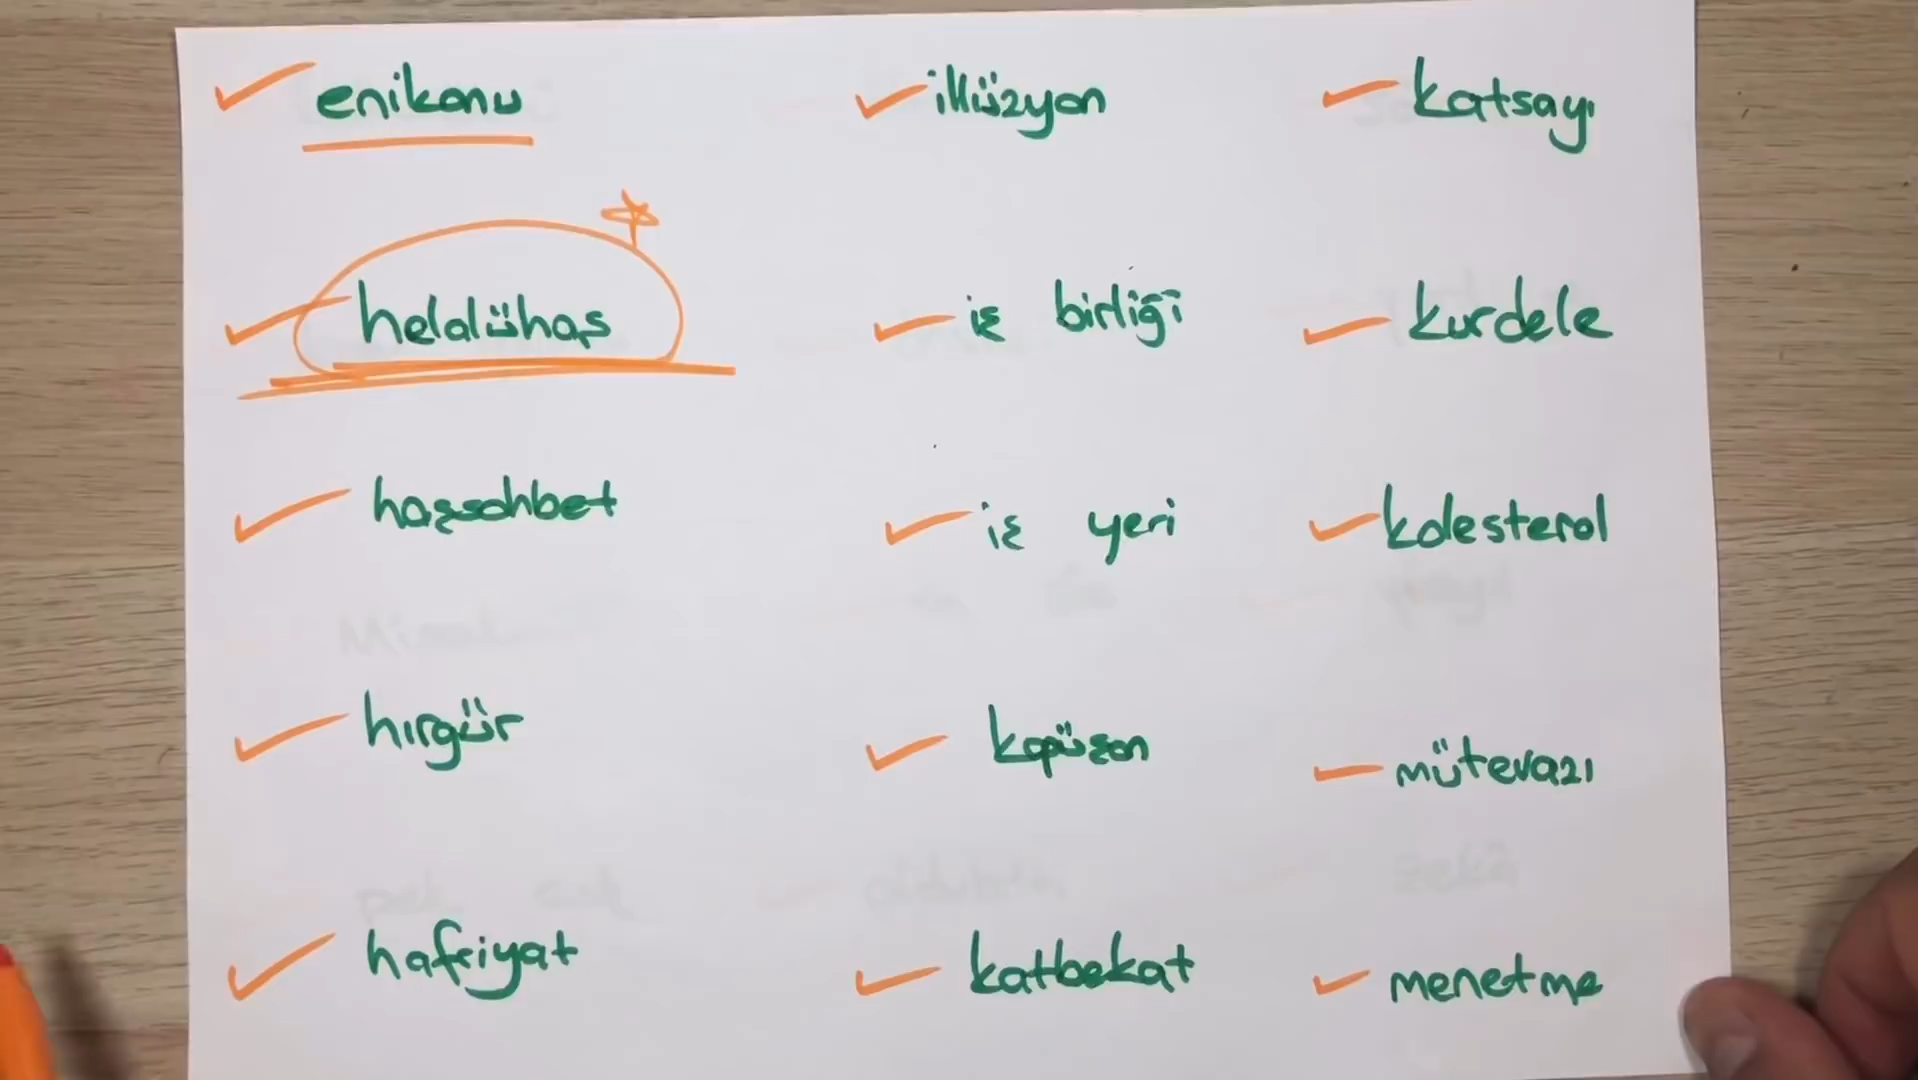 enikonu
helalühoş
hoşsohbet
hırgür
hafriyat
illüzyon
iş birliği
iş yeri
kapüşon
katbekat
katsayı
kurdele
kolesterol
mütevazı
menetme